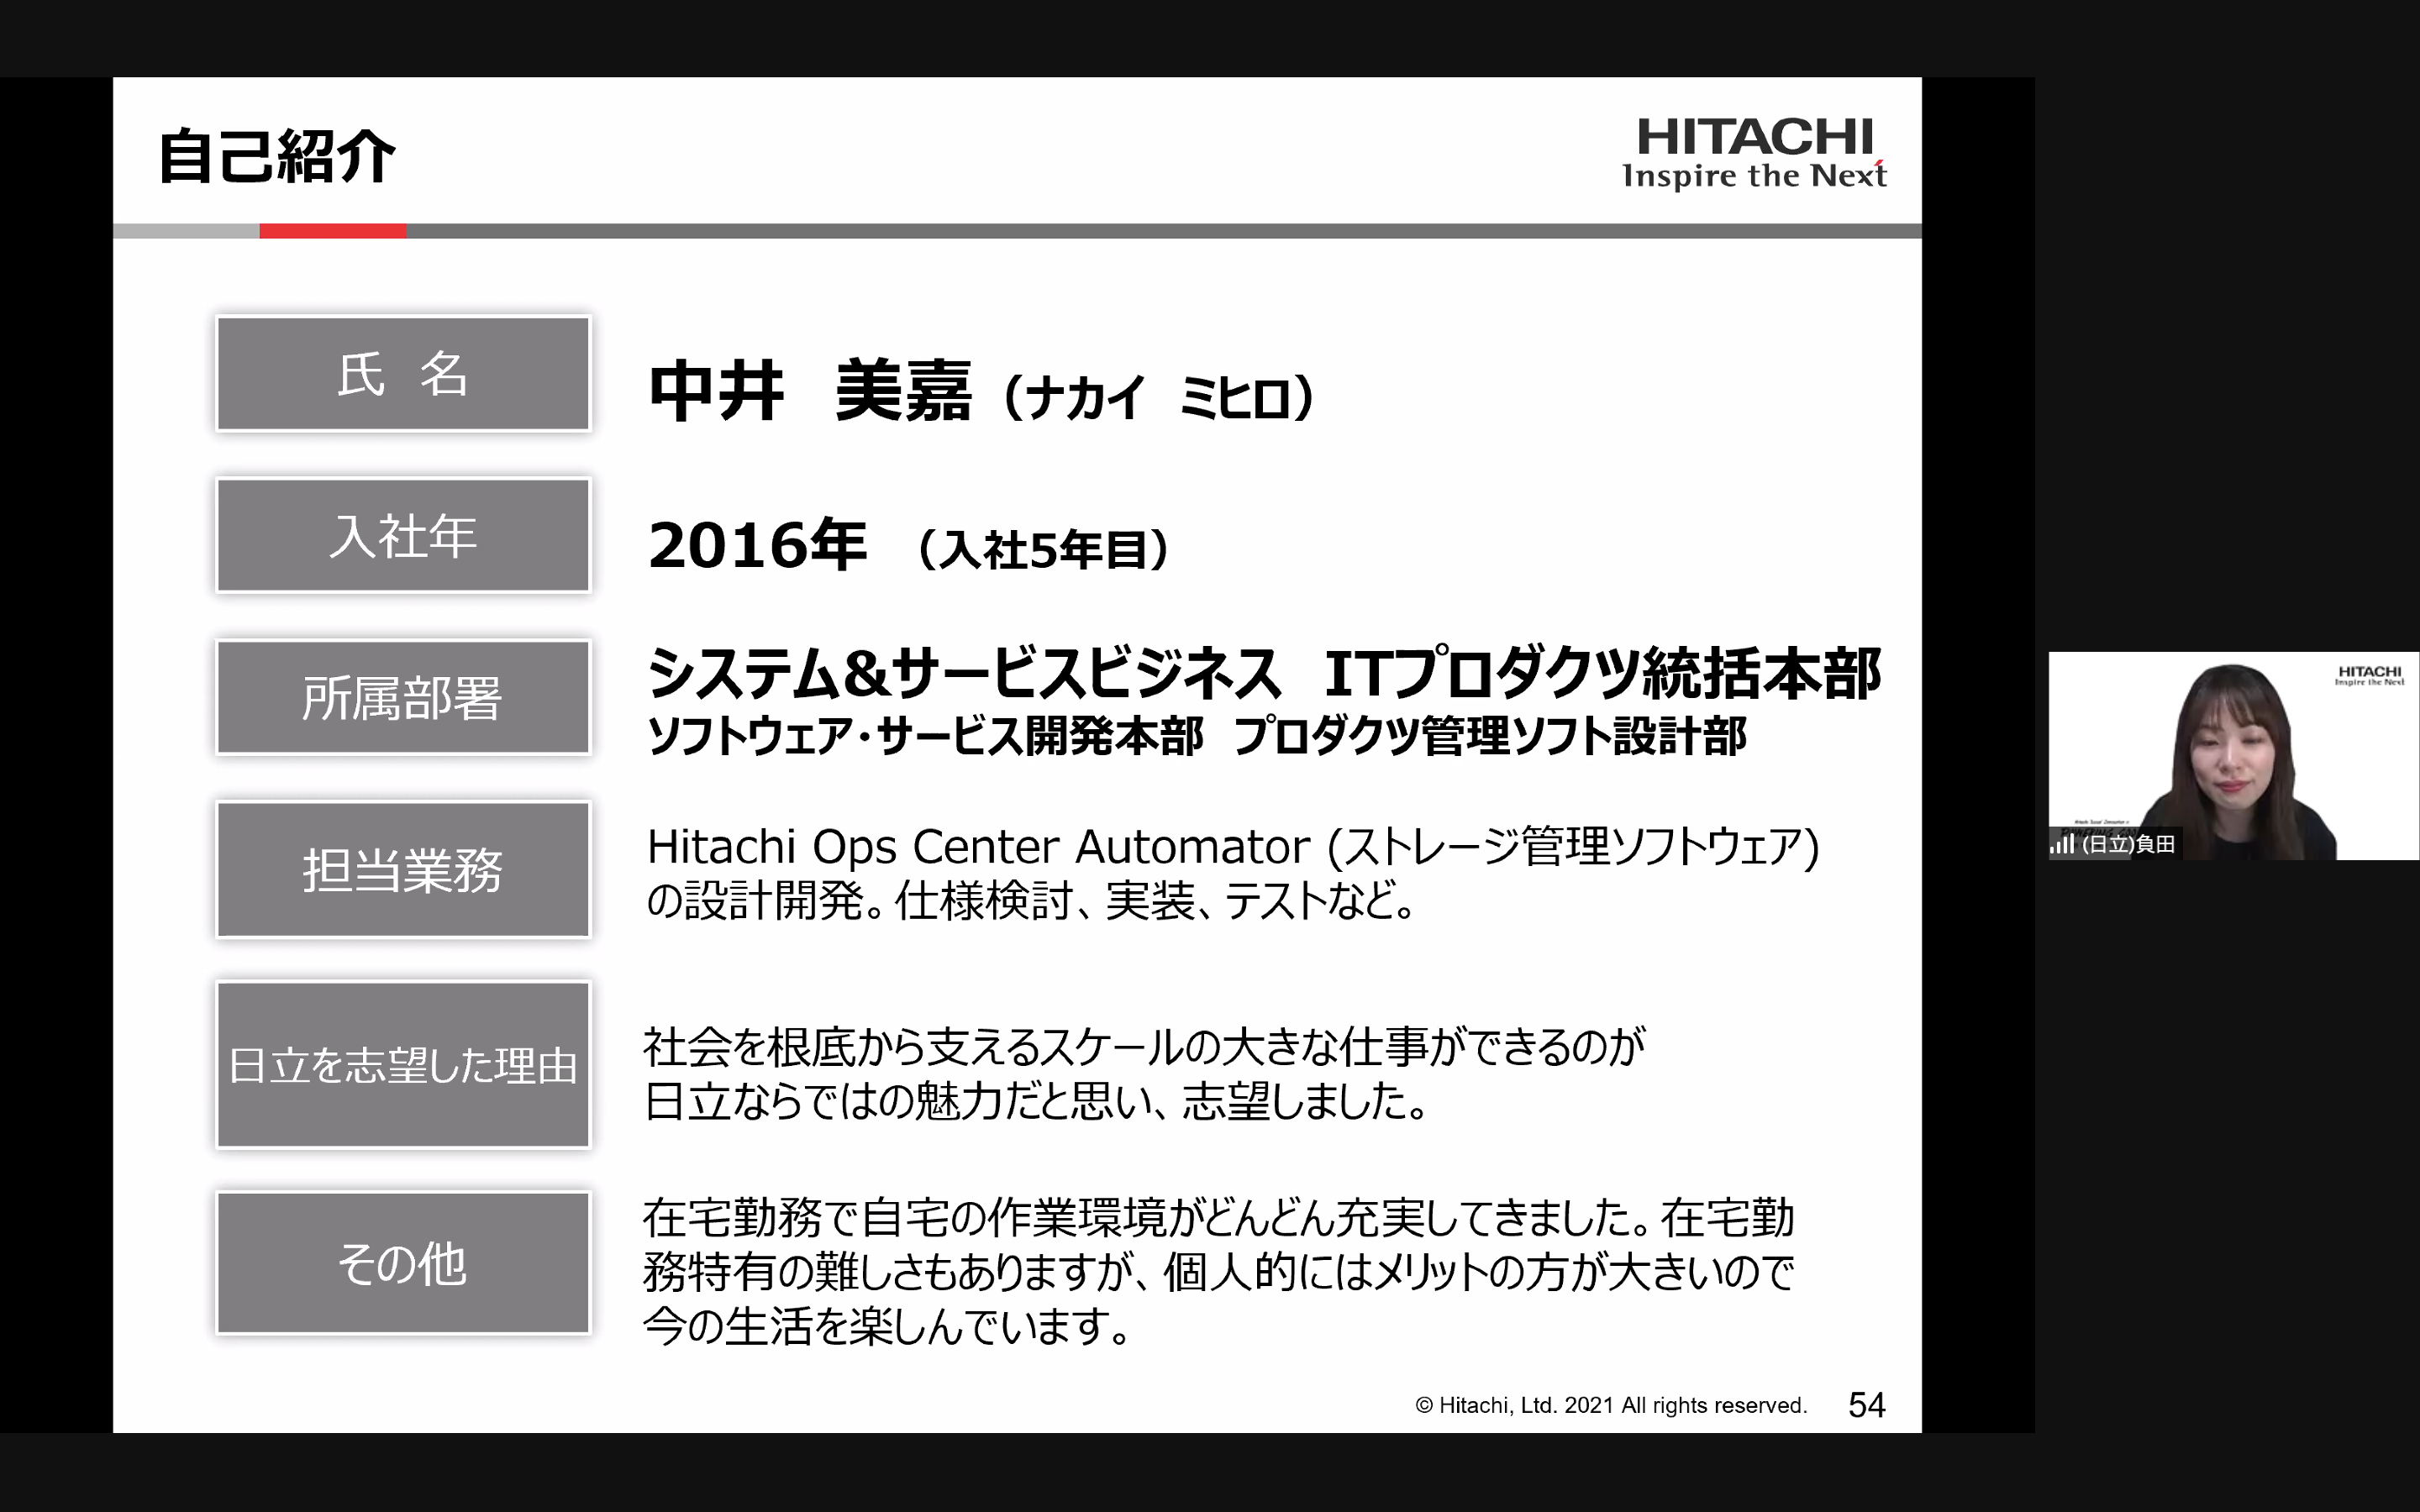 自己紹介
HITACHI
Inspire the Next
氏 名
中井 美嘉 (ナカイ ミヒロ)
入社年
2016年 (入社5年目)
所属部署
システム&サービスビジネス ITプロダクツ統括本部
ソフトウェア・サービス開発本部 プロダクツ管理ソフト設計部
担当業務
Hitachi Ops Center Automator (ストレージ管理ソフトウェア)
の設計開発。仕様検討、実装、テストなど。
日立を志望した理由
社会を根底から支えるスケールの大きな仕事ができるのが
日立ならではの魅力だと思い、志望しました。
その他
在宅勤務で自宅の作業環境がどんどん充実してきました。在宅勤
務特有の難しさもありますが、個人的にはメリットの方が大きいので
今の生活を楽しんでいます。
© Hitachi, Ltd. 2021 All rights reserved. 54
HITACHI
Inspire the Next
(日立)負田